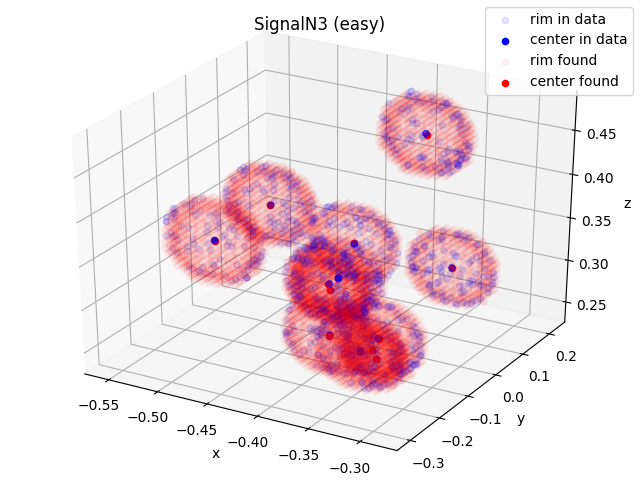 SignalN3 (easy)
rim in data
center in data
rim found
center found
0.45
0.40
0.35
0.30
0.25
z
0.2
0.1
0.0
−0.1
−0.2
−0.3
y
−0.55
−0.50
−0.45
−0.40
−0.35
−0.30
x